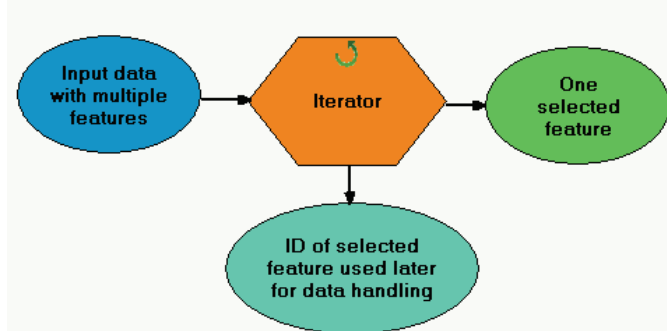 Input data
with multiple
features
Iterator
One
selected
feature
ID of selected
feature used later
for data handling